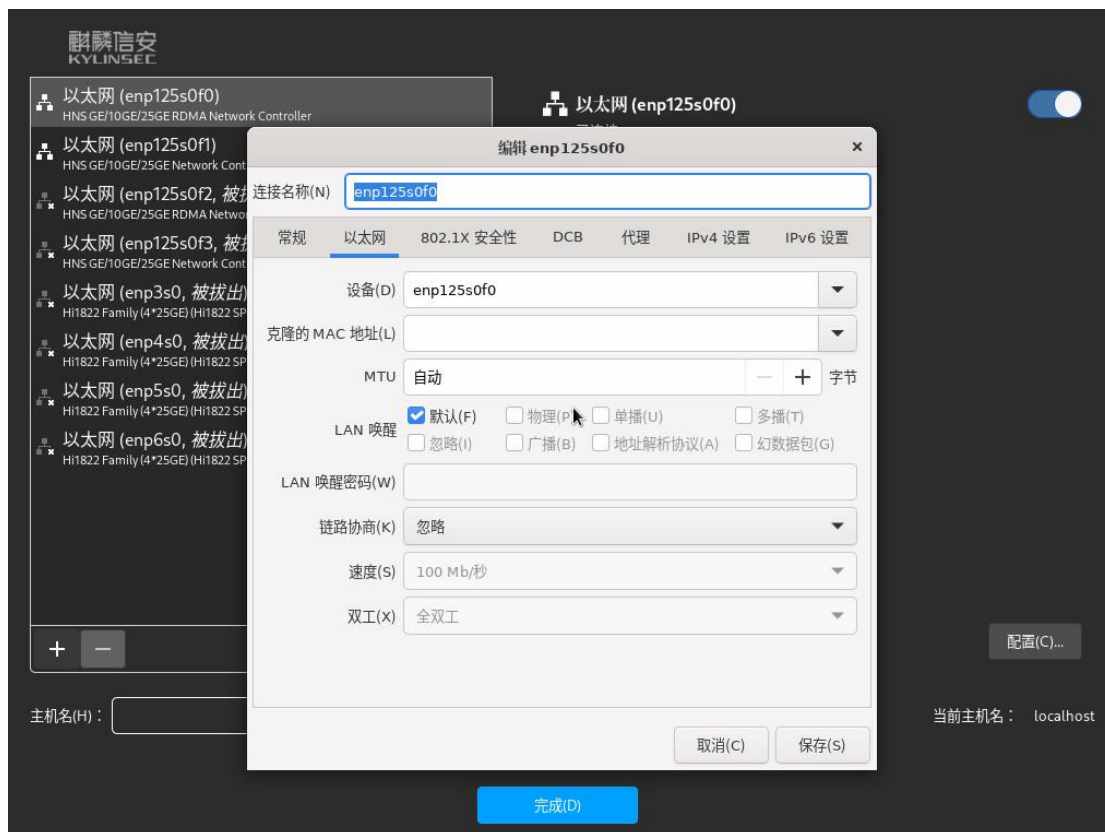 麒麟信安
KYLINSEC
以太网 (enp125s0f0)
HNS GE/10GE/25GE RDMA Network Controller
以太网 (enp125s0f1)
HNS GE/10GE/25GE Network Cont
以太网 (enp125s0f2, 被拔
HNS GE/10GE/25GE RDMA Netwo
以太网 (enp125s0f3, 被拔
HNS GE/10GE/25GE Network Cont
以太网 (enp3s0, 被拔出)
Hi1822 Family (4*25GE) (Hi1822 SP
以太网 (enp4s0, 被拔出)
Hi1822 Family (4*25GE) (Hi1822 SP
以太网 (enp5s0, 被拔出)
Hi1822 Family (4*25GE) (Hi1822 SP
以太网 (enp6s0, 被拔出)
Hi1822 Family (4*25GE) (Hi1822 SP
以太网 (enp125s0f0)
编辑 enp125s0f0
连接名称(N) enp125s0f0
常规 以太网 802.1X 安全性 DCB 代理 IPv4 设置 IPv6 设置
设备(D) enp125s0f0
克隆的 MAC 地址(L)
MTU 自动 字节
LAN 唤醒 默认(F) 物理(P) 单播(U) 多播(T)
忽略(I) 广播(B) 地址解析协议(A) 幻数据包(G)
LAN 唤醒密码(W)
链路协商(K) 忽略
速度(S) 100 Mb/秒
双工(X) 全双工
配置(C)...
主机名(H)：
当前主机名： localhost
取消(C) 保存(S)
完成(D)